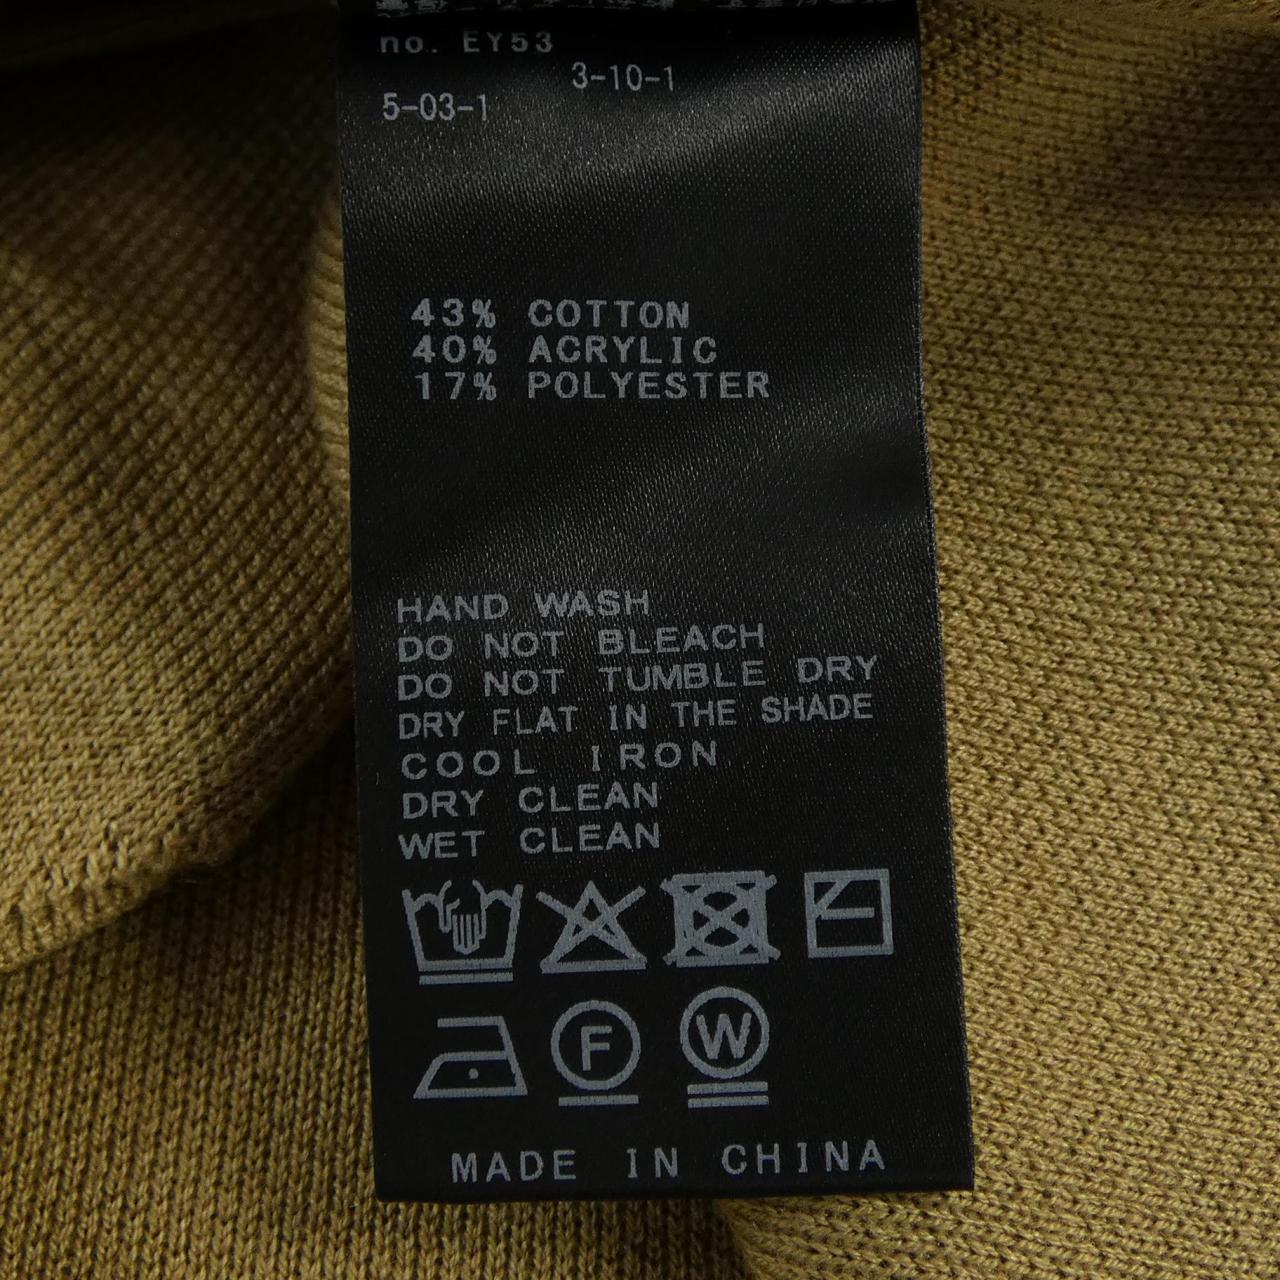 no. EY53
3-10-1
5-03-1
43% COTTON
40% ACRYLIC
17% POLYESTER
HAND WASH
DO NOT BLEACH
DO NOT TUMBLE DRY
DRY FLAT IN THE SHADE
COOL IRON
DRY CLEAN
WET CLEAN
F W
MADE IN CHINA